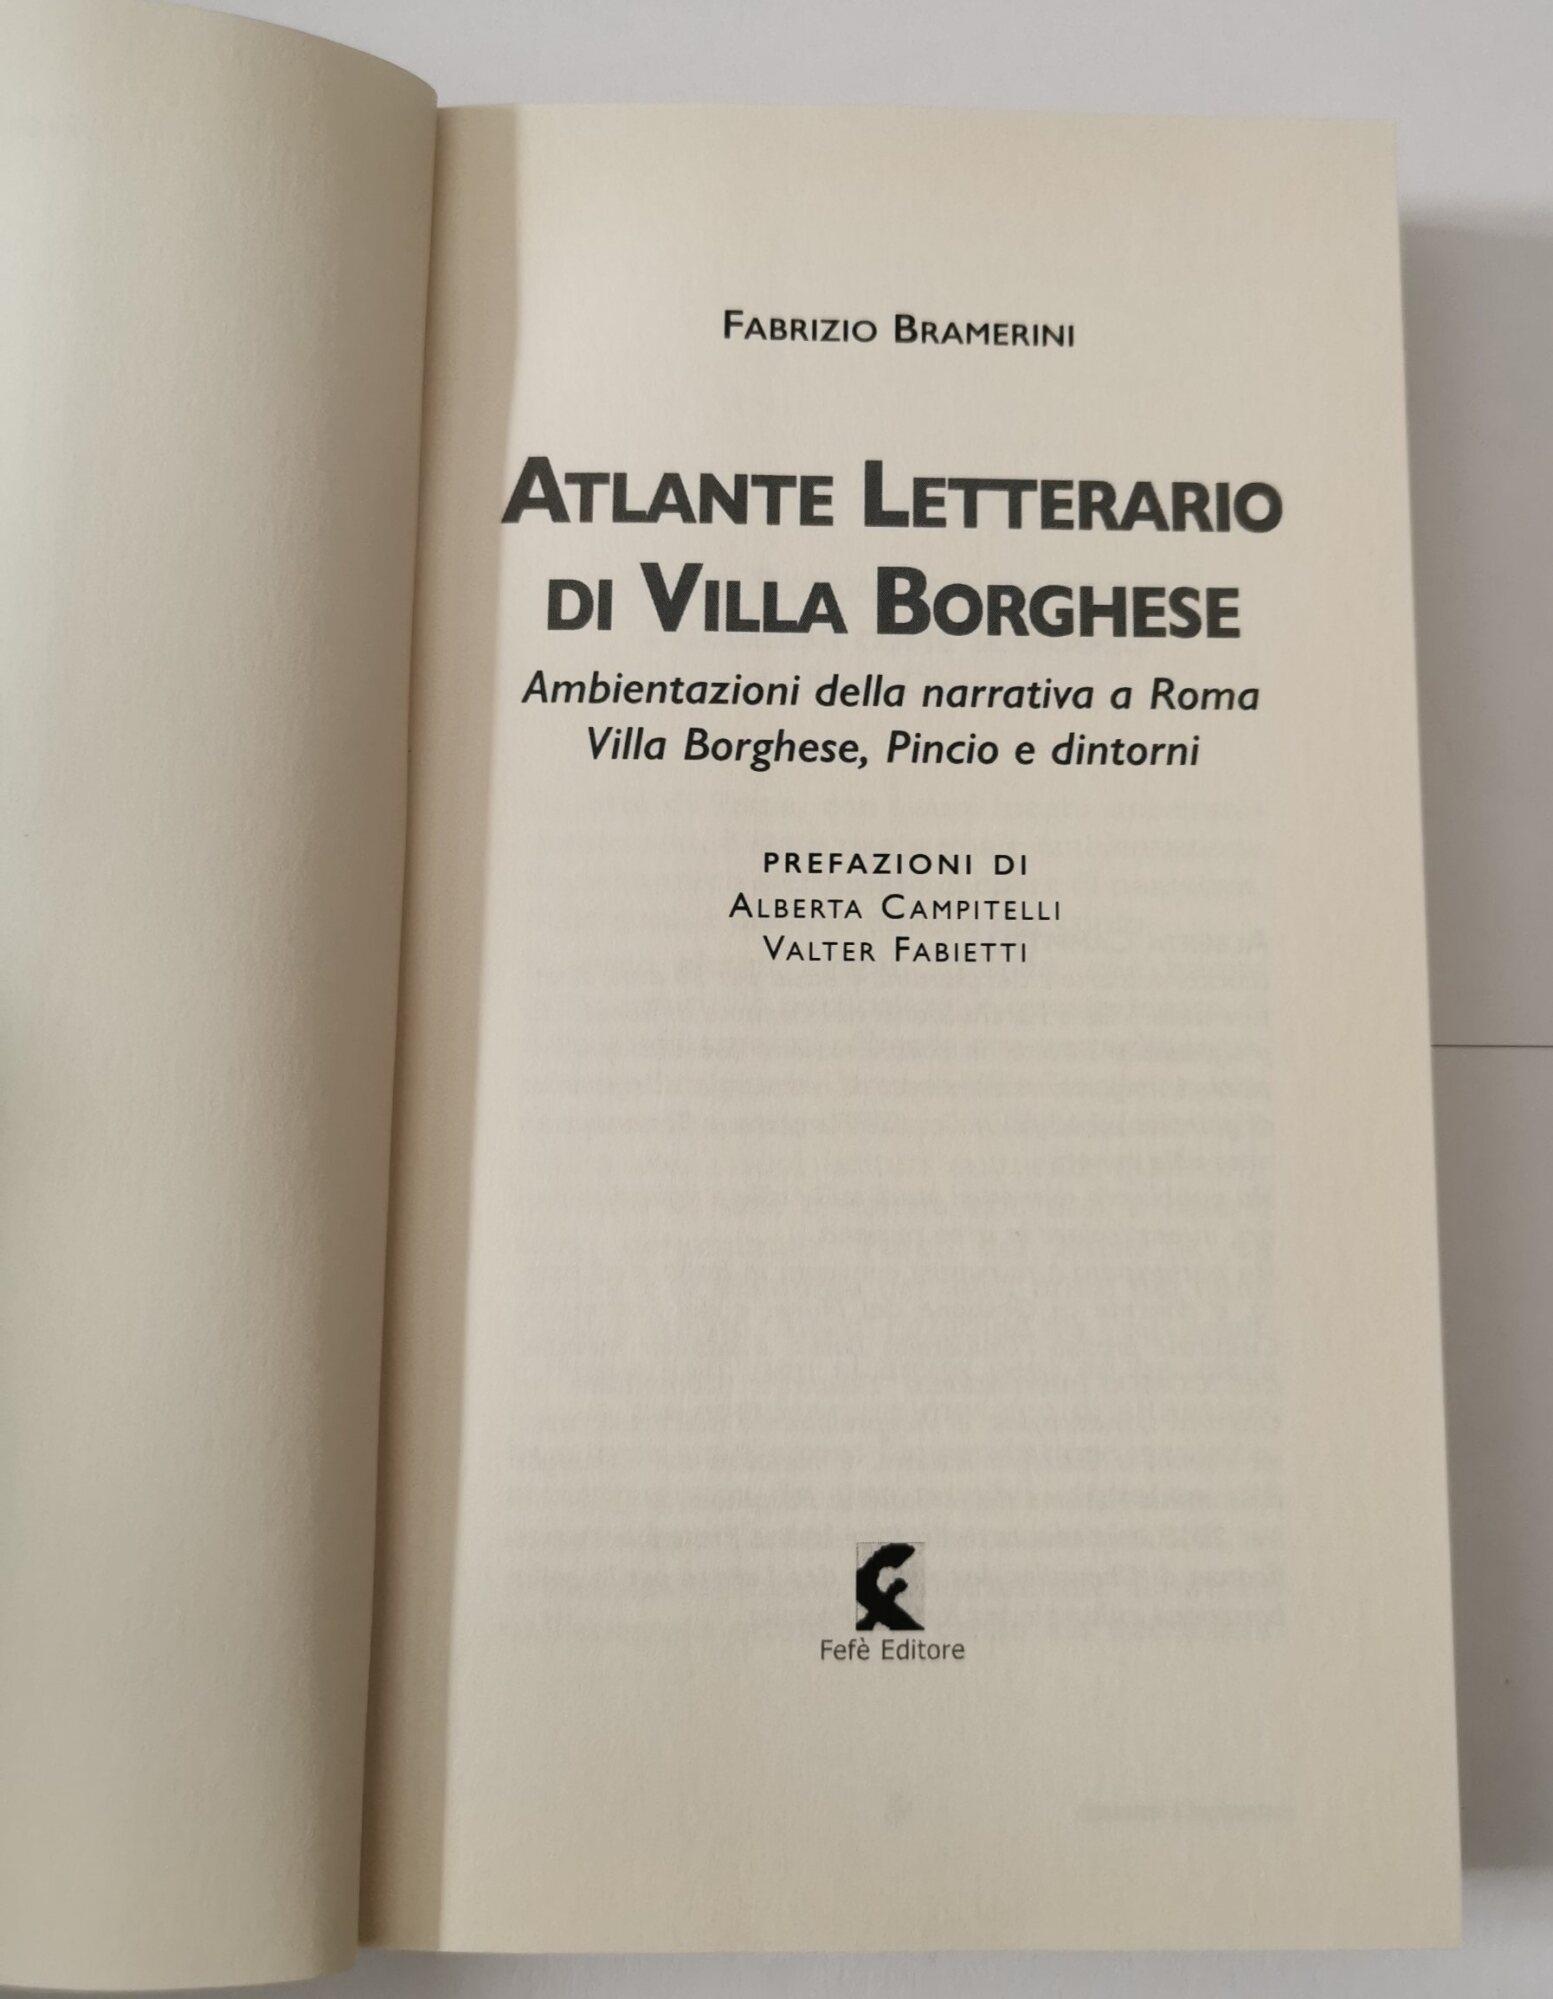 FABRIZIO BRAMERINI
ATLANTE LETTERARIO
DI VILLA BORGHESE
Ambientazioni della narrativa a Roma
Villa Borghese, Pincio e dintorni
PREFAZIONI DI
ALBERTA CAMPITELLI
VALTER FABIETTI
Fefè Editore